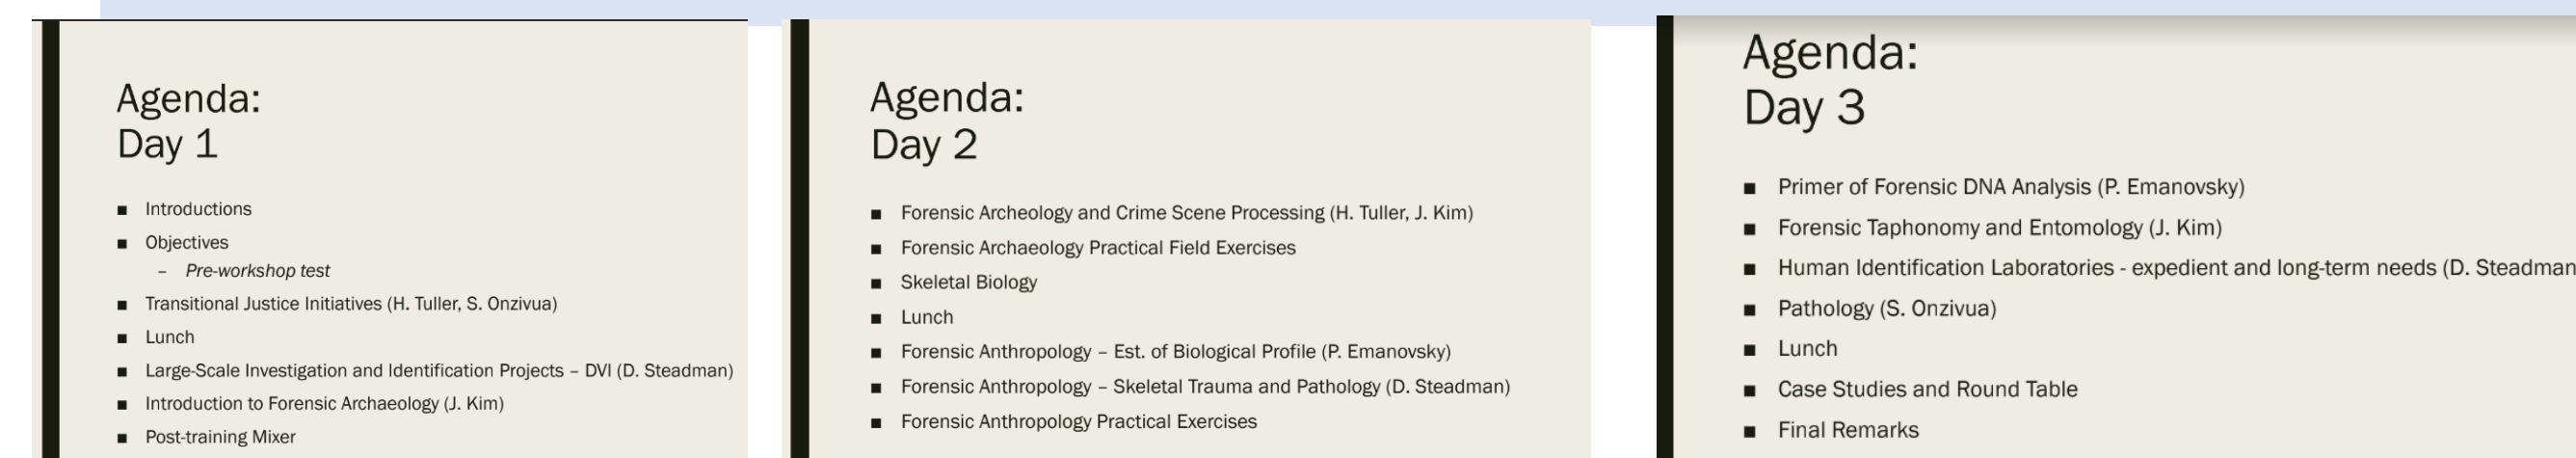 Agenda:
Day 1
■ Introductions
■ Objectives
– Pre-workshop test
■ Transitional Justice Initiatives (H. Tuller, S. Onzivua)
■ Lunch
■ Large-Scale Investigation and Identification Projects – DVI (D. Steadman)
■ Introduction to Forensic Archaeology (J. Kim)
■ Post-training Mixer
Agenda:
Day 2
■ Forensic Archeology and Crime Scene Processing (H. Tuller, J. Kim)
■ Forensic Archaeology Practical Field Exercises
■ Skeletal Biology
■ Lunch
■ Forensic Anthropology – Est. of Biological Profile (P. Emanovsky)
■ Forensic Anthropology – Skeletal Trauma and Pathology (D. Steadman)
■ Forensic Anthropology Practical Exercises
Agenda:
Day 3
■ Primer of Forensic DNA Analysis (P. Emanovsky)
■ Forensic Taphonomy and Entomology (J. Kim)
■ Human Identification Laboratories - expedient and long-term needs (D. Steadman
■ Pathology (S. Onzivua)
■ Lunch
■ Case Studies and Round Table
■ Final Remarks